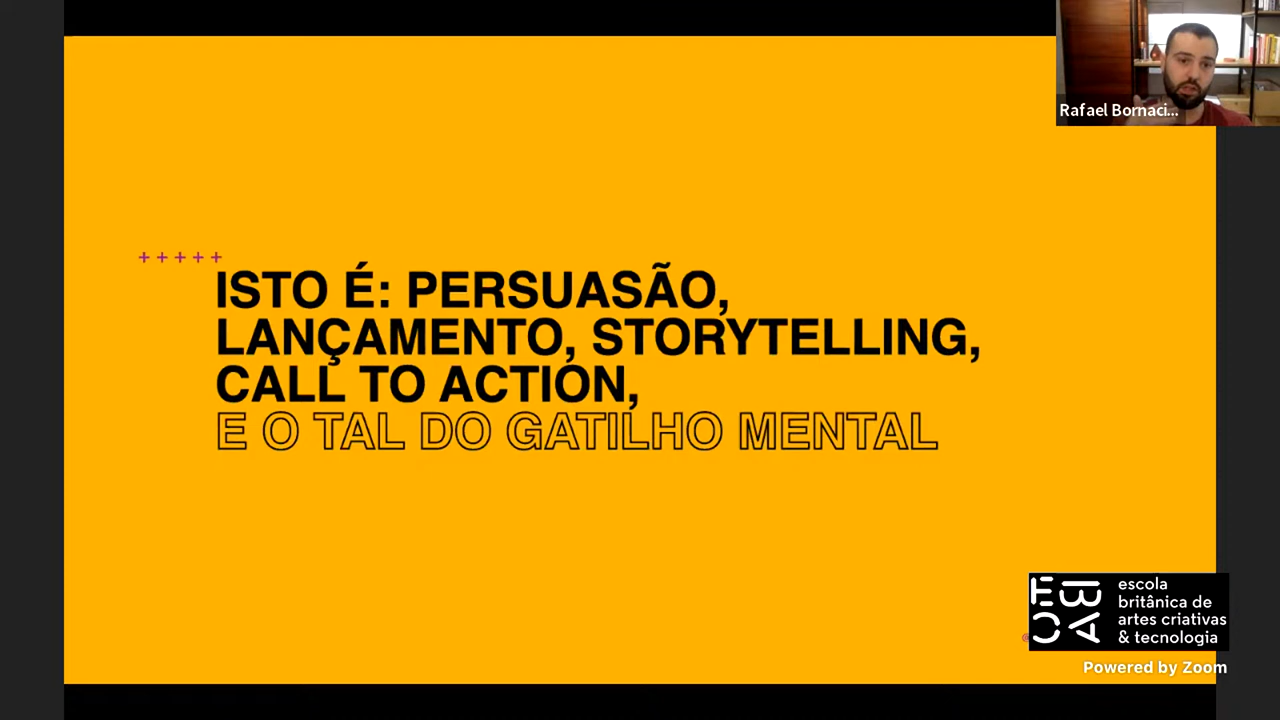 Rafael Bornaci...
+ + + + +
ISTO É: PERSUASÃO,
LANÇAMENTO, STORYTELLING,
CALL TO ACTION,
E O TAL DO GATILHO MENTAL
EBAC
escola
britânica de
artes criativas
& tecnologia
Powered by Zoom